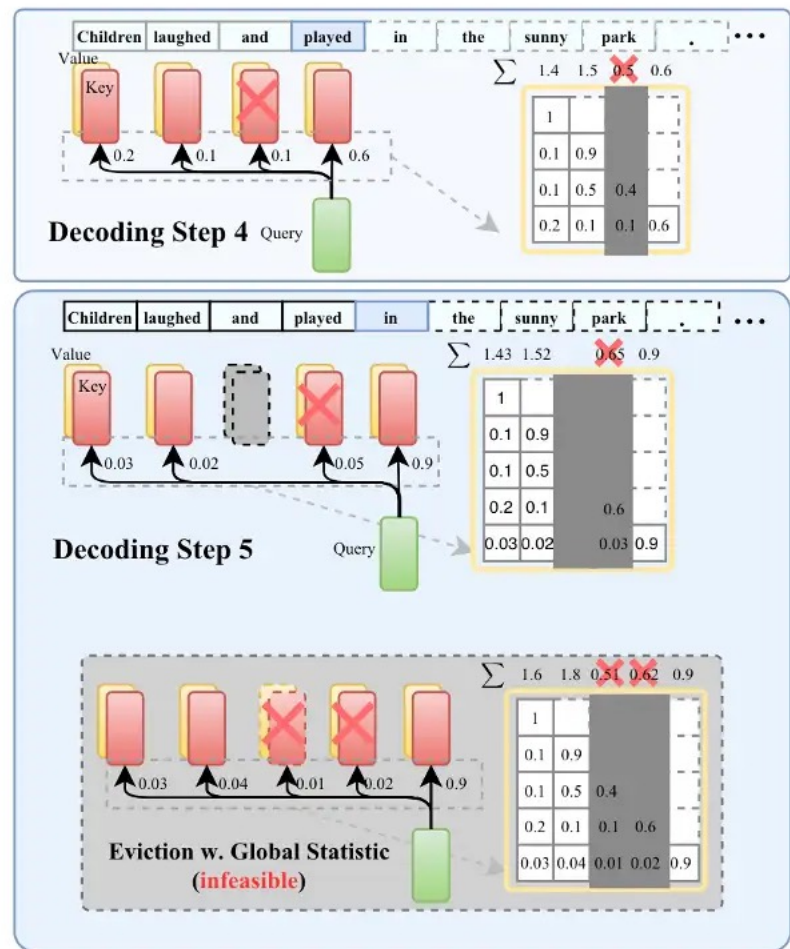 Children laughed and played in the sunny park . ...
Value
Key
∑ 1.4 1.5 0.5 0.6
1
0.1 0.9
0.1 0.5 0.4
0.2 0.1 0.1 0.6
0.2 0.1 0.1 0.6
Decoding Step 4
Query
Children laughed and played in the sunny park . ...
Value
Key
∑ 1.43 1.52 0.65 0.9
1
0.1 0.9
0.1 0.5
0.2 0.1 0.6
0.03 0.02 0.03 0.9
0.03 0.02 0.05 0.9
Decoding Step 5
Query
∑ 1.6 1.8 0.51 0.62 0.9
1
0.1 0.9
0.1 0.5 0.4
0.2 0.1 0.1 0.6
0.03 0.04 0.01 0.02 0.9
0.03 0.04 0.01 0.02 0.9
Eviction w. Global Statistic
(infeasible)